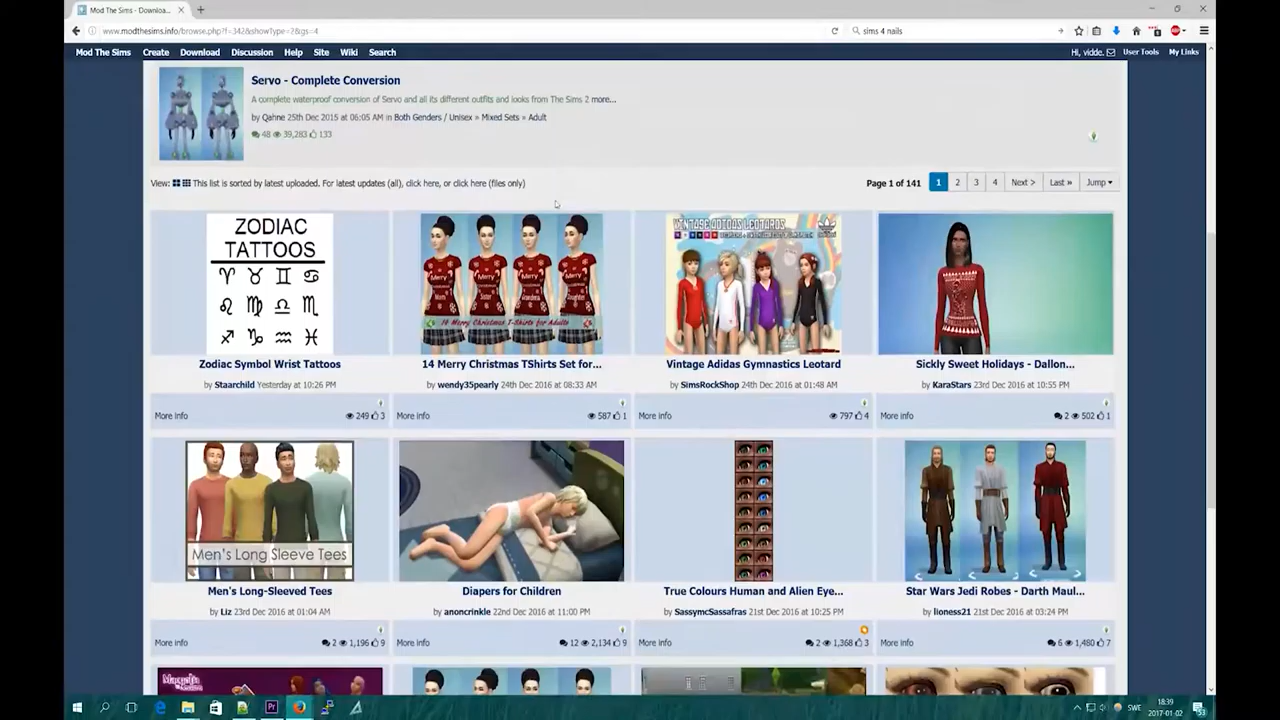 Mod The Sims - Downloa...
www.modthesims.info/browse.php?f=342&showType=2&gs=4
sims 4 nails
Mod The Sims Create Download Discussion Help Site Wiki Search
Hi, vidde. User Tools My Links
Servo - Complete Conversion
A complete waterproof conversion of Servo and all its different outfits and looks from The Sims 2 more...
by Qahne 25th Dec 2015 at 06:05 AM in Both Genders / Unisex » Mixed Sets » Adult
48 39,283 133
View: This list is sorted by latest uploaded. For latest updates (all), click here, or click here (files only)
Page 1 of 141 1 2 3 4 Next > Last » Jump
ZODIAC
TATTOOS
Merry Merry Merry Merry
14 Merry Christmas T-Shirts for Adults
VINTAGE ADIDAS LEOTARDS
Zodiac Symbol Wrist Tattoos
14 Merry Christmas TShirts Set for...
Vintage Adidas Gymnastics Leotard
Sickly Sweet Holidays - Dallon...
by Staarchild Yesterday at 10:26 PM
by wendy35pearly 24th Dec 2016 at 08:33 AM
by SimsRockShop 24th Dec 2016 at 01:48 AM
by KaraStars 23rd Dec 2016 at 10:55 PM
More info 249 3
More info 587 1
More info 797 4
More info 2 502 1
Men's Long Sleeve Tees
Men's Long-Sleeved Tees
Diapers for Children
True Colours Human and Alien Eye...
Star Wars Jedi Robes - Darth Maul...
by Liz 23rd Dec 2016 at 01:04 AM
by anoncrinkle 22nd Dec 2016 at 11:00 PM
by SassymcSassafras 21st Dec 2016 at 10:25 PM
by lioness21 21st Dec 2016 at 03:24 PM
More info 2 1,196 9
More info 12 2,134 9
More info 2 1,368 3
More info 6 1,480 7
SWE
18:39
2017-01-02